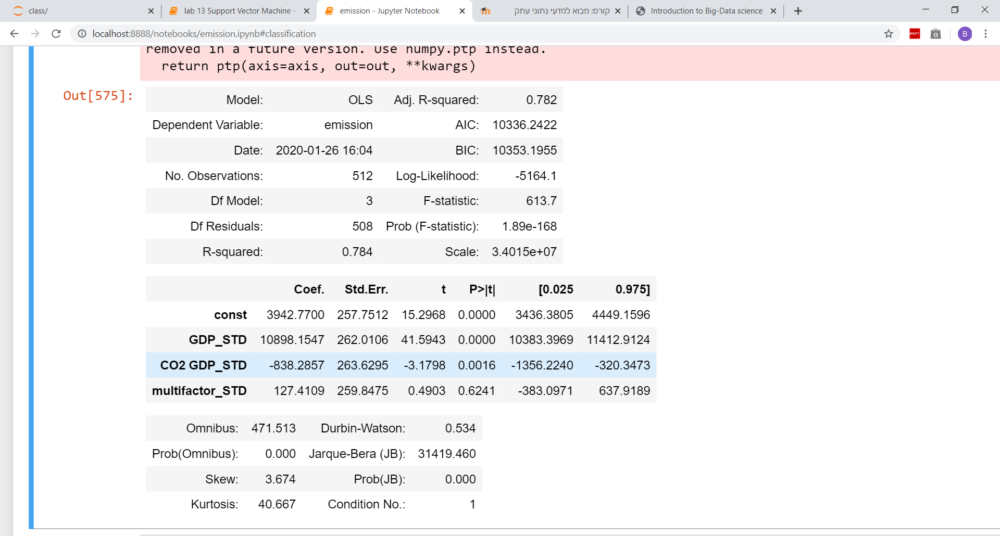 class/
lab 13 Support Vector Machine -
emission - Jupyter Notebook
קורס: מבוא למדעי נתוני עתק
Introduction to Big-Data science
localhost:8888/notebooks/emission.ipynb#classification
NEXT
a
B
removed in a future version. Use numpy.ptp instead.
return ptp(axis=axis, out=out, **kwargs)
Out[575]:
Model: OLS Adj. R-squared: 0.782
Dependent Variable: emission AIC: 10336.2422
Date: 2020-01-26 16:04 BIC: 10353.1955
No. Observations: 512 Log-Likelihood: -5164.1
Df Model: 3 F-statistic: 613.7
Df Residuals: 508 Prob (F-statistic): 1.89e-168
R-squared: 0.784 Scale: 3.4015e+07
Coef. Std.Err. t P>|t| [0.025 0.975]
const 3942.7700 257.7512 15.2968 0.0000 3436.3805 4449.1596
GDP_STD 10898.1547 262.0106 41.5943 0.0000 10383.3969 11412.9124
CO2 GDP_STD -838.2857 263.6295 -3.1798 0.0016 -1356.2240 -320.3473
multifactor_STD 127.4109 259.8475 0.4903 0.6241 -383.0971 637.9189
Omnibus: 471.513 Durbin-Watson: 0.534
Prob(Omnibus): 0.000 Jarque-Bera (JB): 31419.460
Skew: 3.674 Prob(JB): 0.000
Kurtosis: 40.667 Condition No.: 1